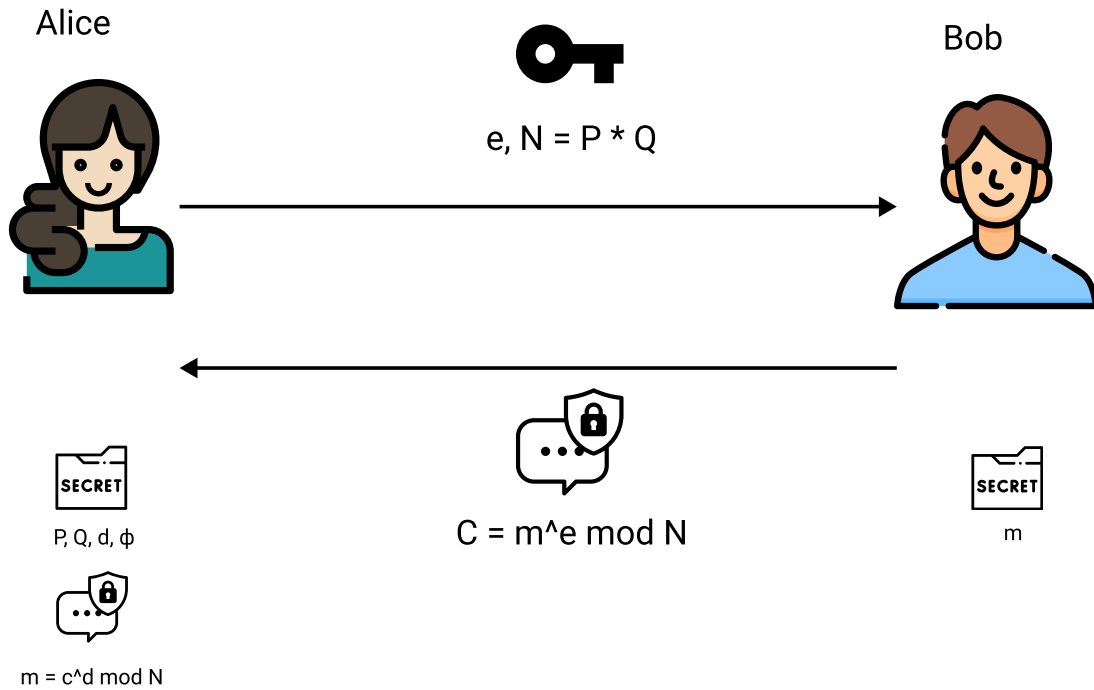 Alice
Bob
e, N = P * Q
SECRET
P, Q, d, ф
m = c^d mod N
C = m^e mod N
SECRET
m